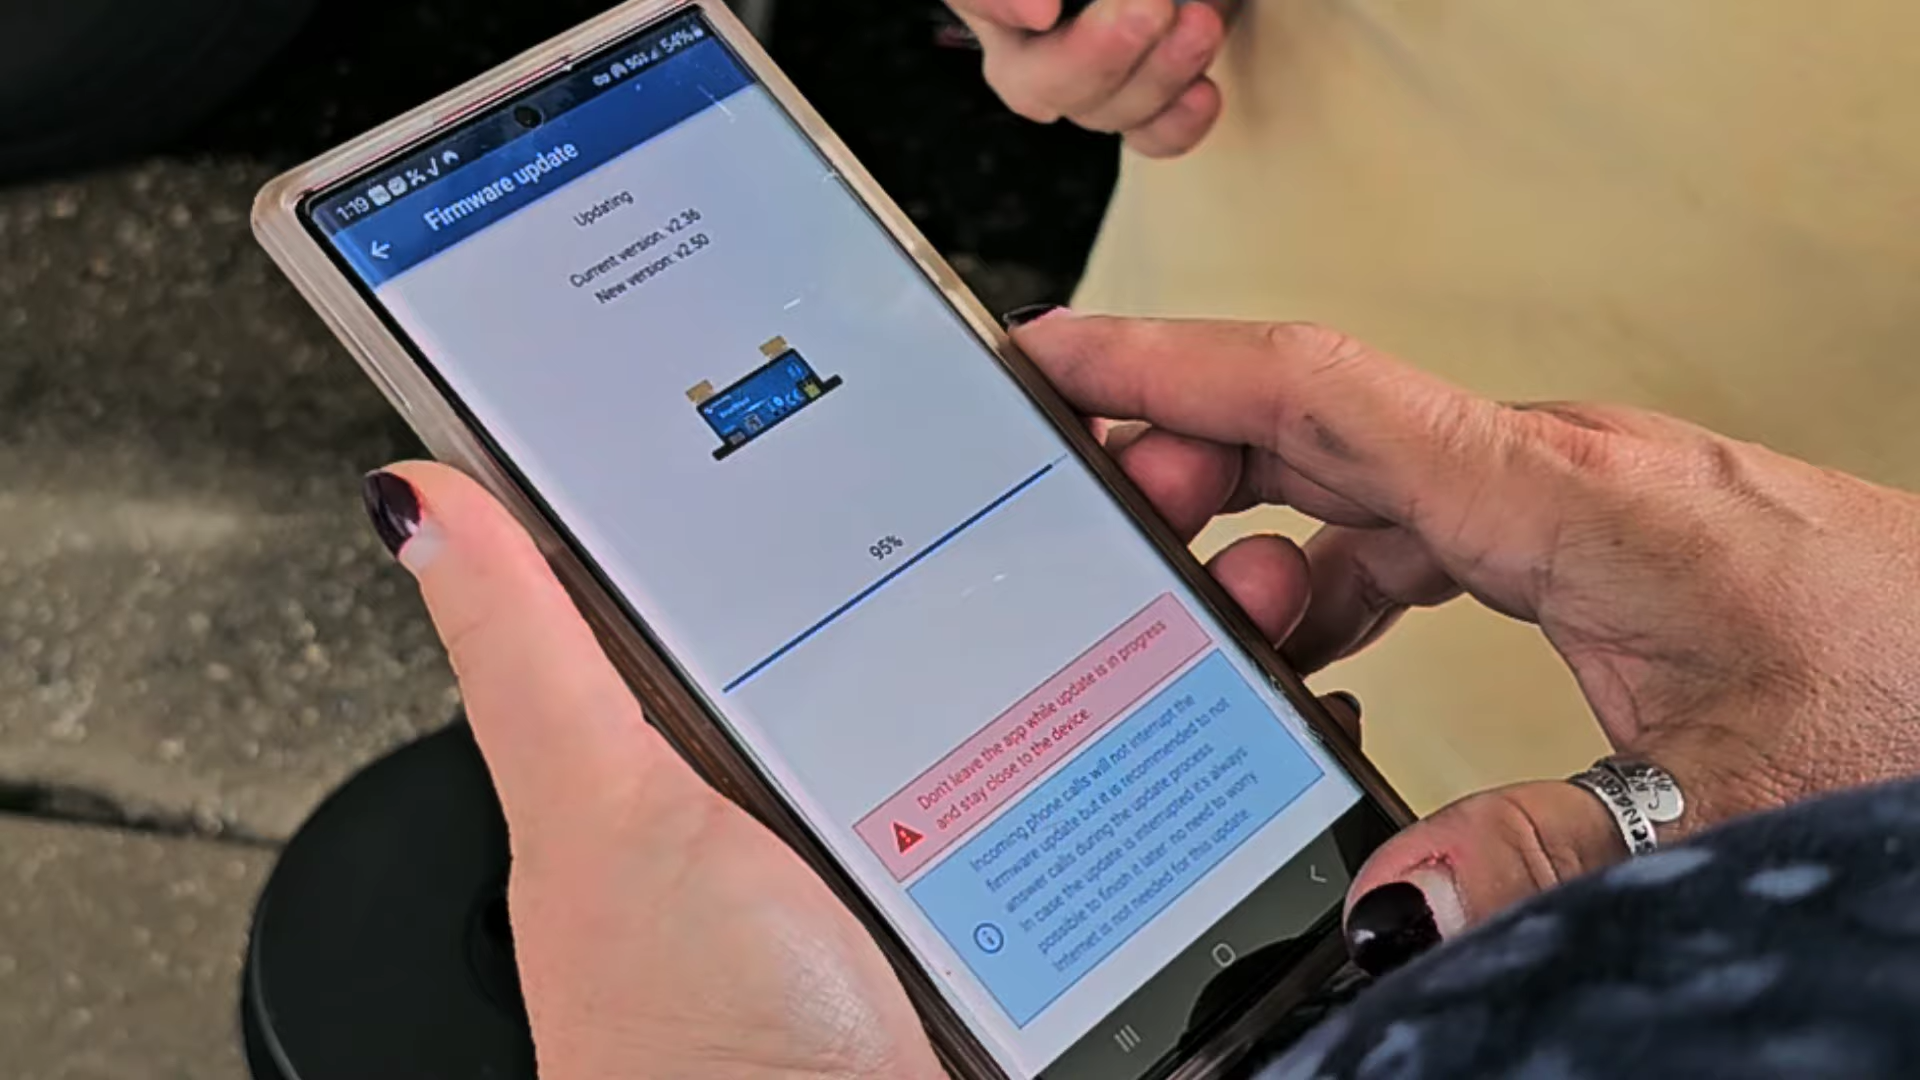 1:19
5G
54%
Firmware update
Updating
Current version: v2.36
New version: v2.50
95%
Don't leave the app while update is in progress
and stay close to the device.
Incoming phone calls will not interrupt the
firmware update but it is recommended to not
answer calls during the update process.
In case the update is interrupted it's always
possible to finish it later: no need to worry.
Internet is not needed for this update.